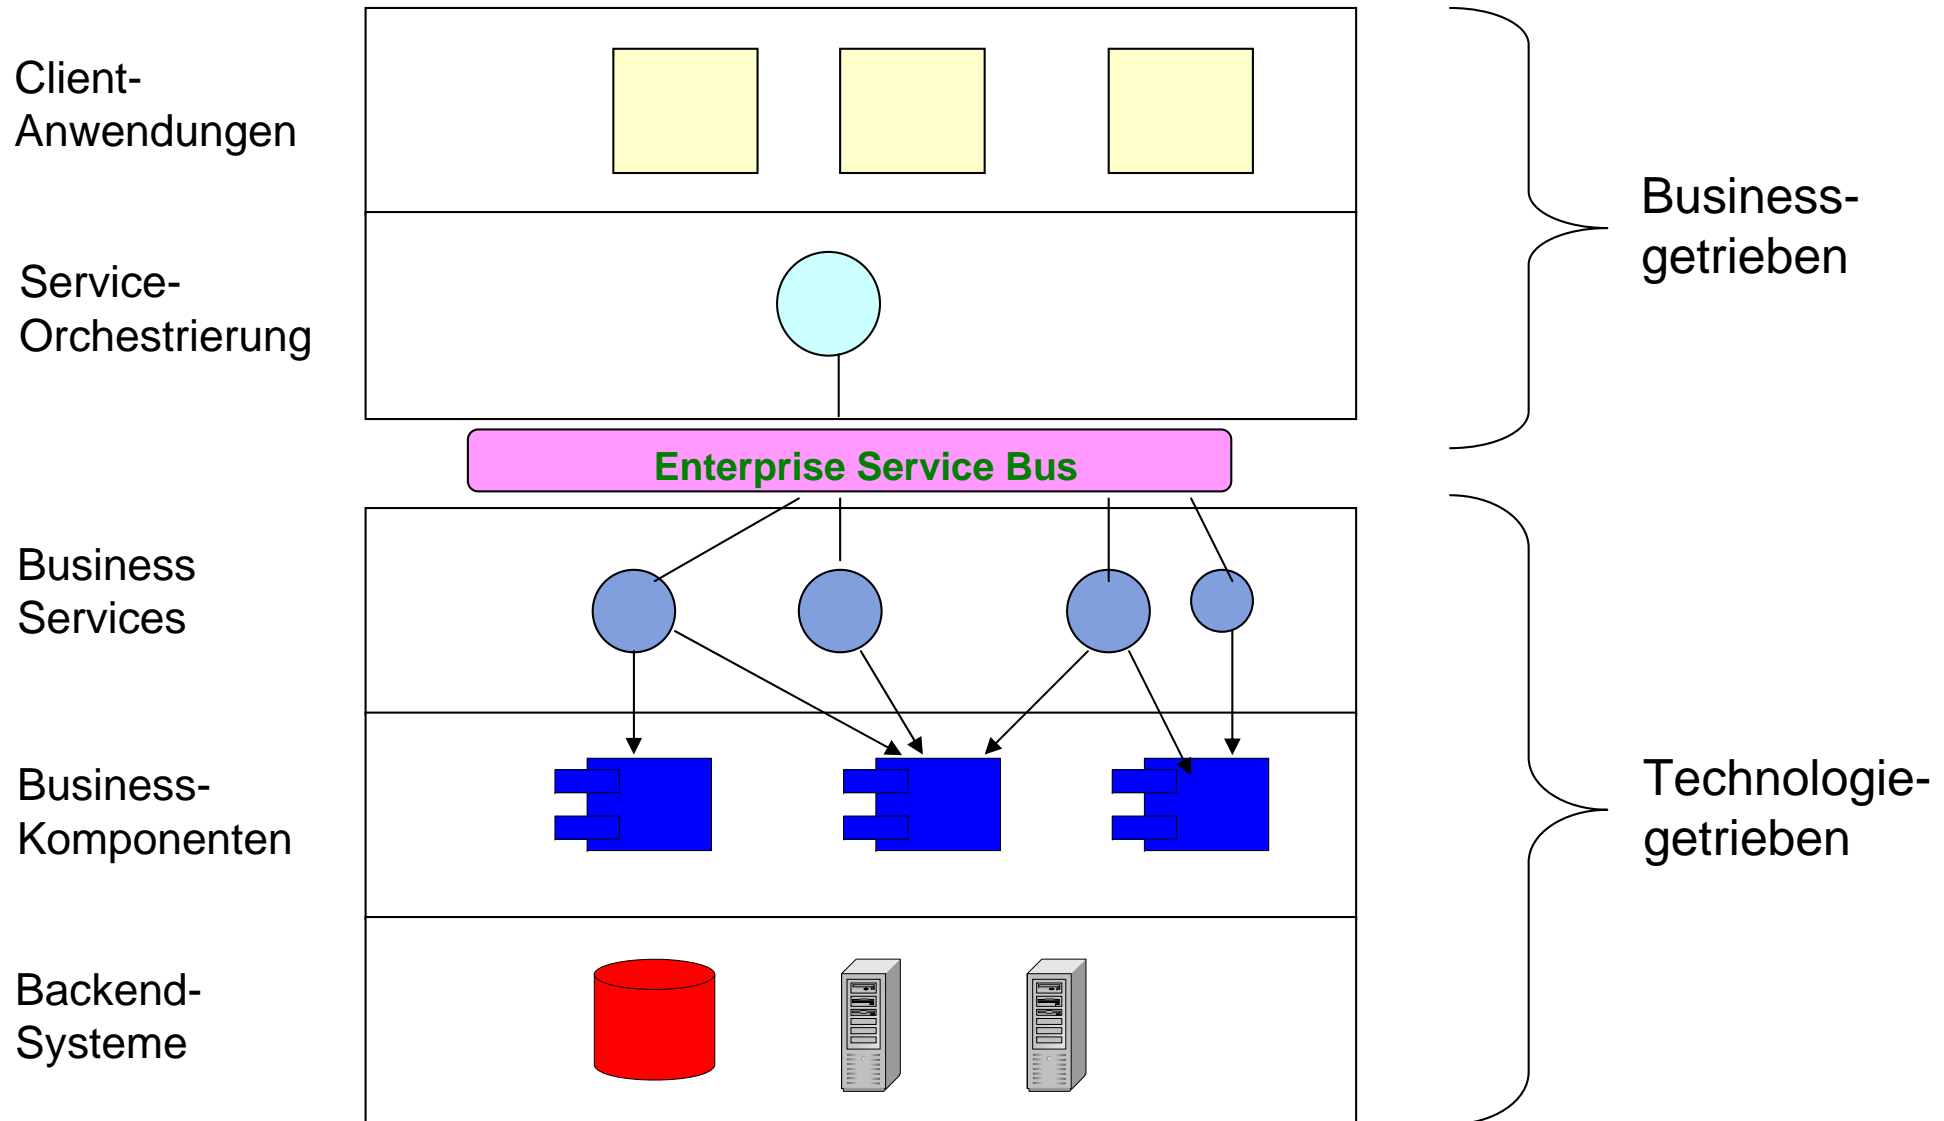 Client-
Anwendungen
Business-
getrieben
Service-
Orchestrierung
Enterprise Service Bus
Business
Services
Business-
Komponenten
Technologie-
getrieben
Backend-
Systeme